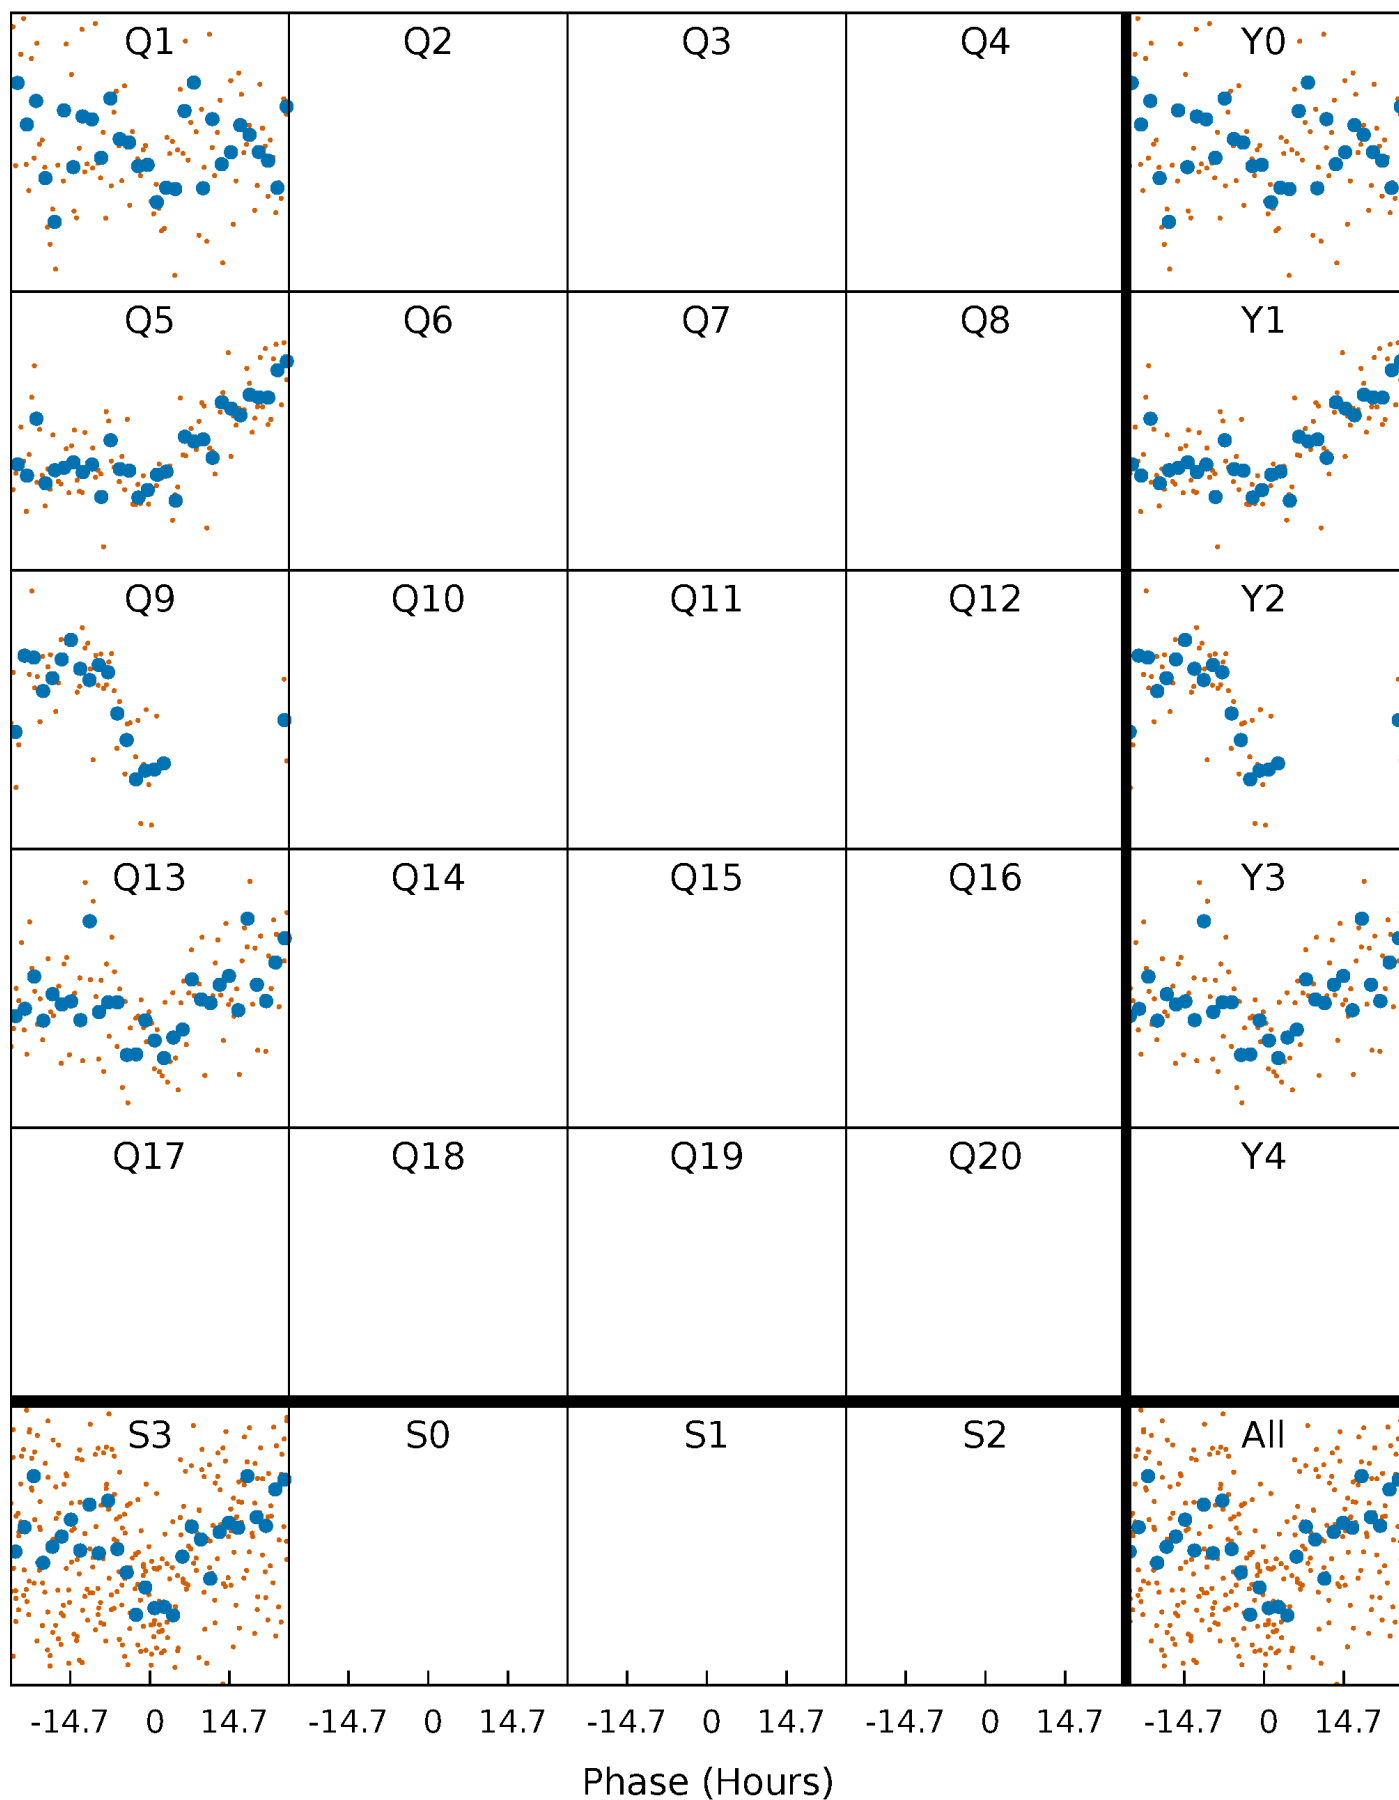 Q1 Q2 Q3 Q4 Y0
Q5 Q6 Q7 Q8 Y1
Q9 Q10 Q11 Q12 Y2
Q13 Q14 Q15 Q16 Y3
Q17 Q18 Q19 Q20 Y4
S3 S0 S1 S2 All
-14.7 0 14.7 -14.7 0 14.7 -14.7 0 14.7 -14.7 0 14.7 -14.7 0 14.7
Phase (Hours)